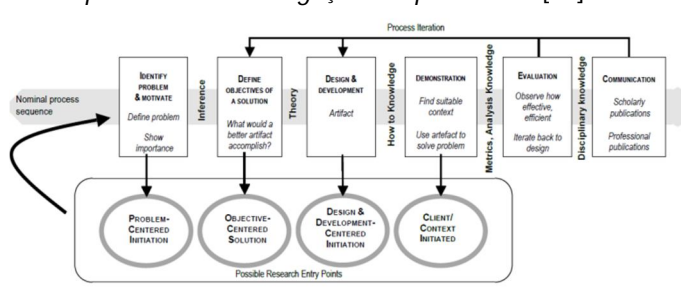 Process Iteration
Nominal process
sequence
IDENTIFY
PROBLEM
& MOTIVATE
Define problem
Show
importance
Inference
DEFINE
OBJECTIVES OF
A SOLUTION
What would a
better artifact
accomplish?
Theory
DESIGN &
DEVELOPMENT
Artifact
How to Knowledge
DEMONSTRATION
Find suitable
context
Use artefact to
solve problem
Metrics, Analysis Knowledge
EVALUATION
Observe how
effective,
efficient
Iterate back to
design
Disciplinary knowledge
COMMUNICATION
Scholarly
publications
Professional
publications
PROBLEM-
CENTERED
INITIATION
OBJECTIVE-
CENTERED
SOLUTION
DESIGN &
DEVELOPMENT-
CENTERED
INITIATION
CLIENT/
CONTEXT
INITIATED
Possible Research Entry Points